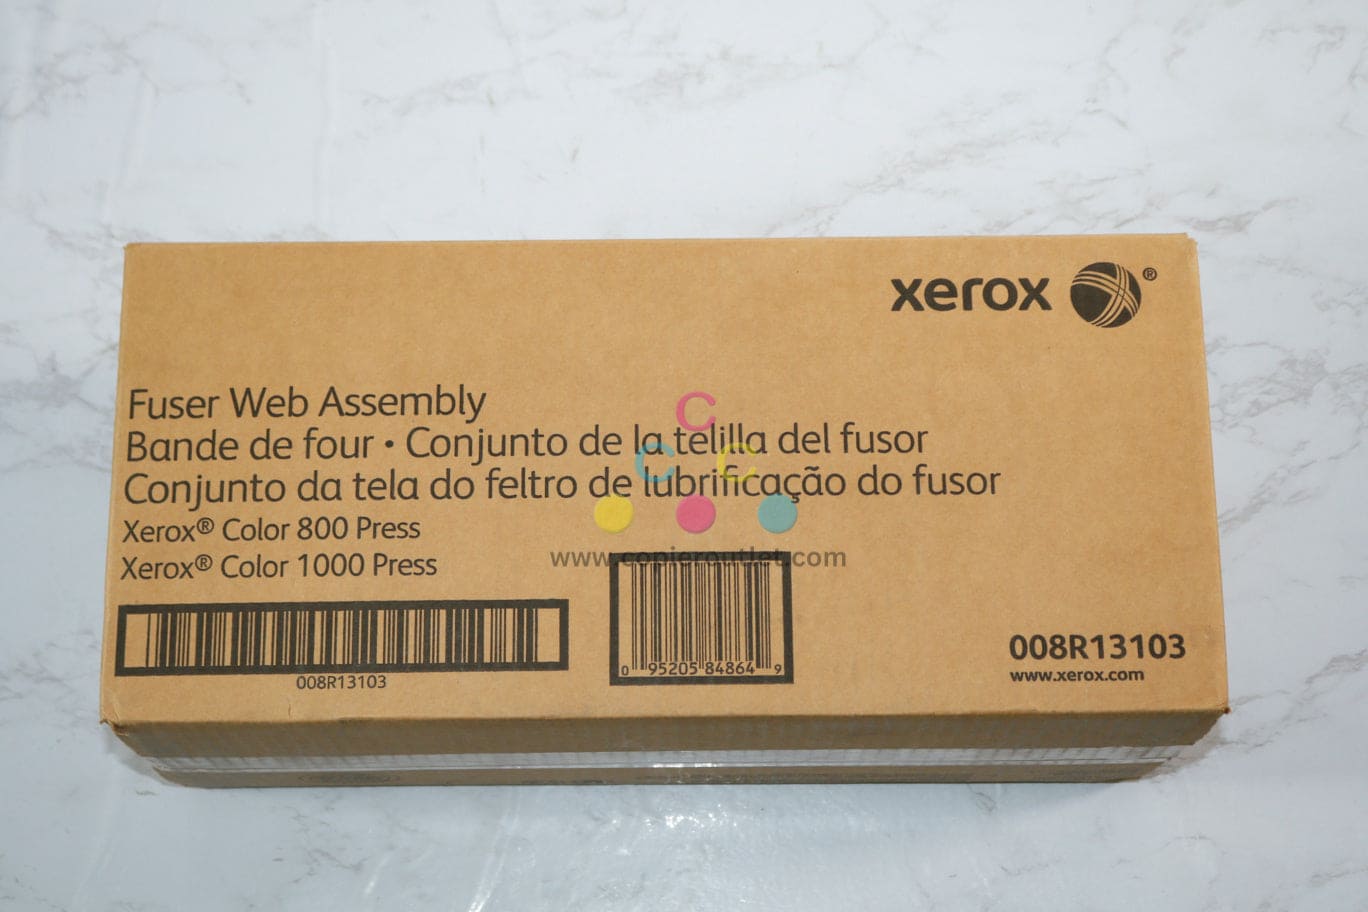 xerox ®
Fuser Web Assembly
Bande de four • Conjunto de la telilla del fusor
Conjunto da tela do feltro de lubrificação do fusor
Xerox® Color 800 Press
Xerox® Color 1000 Press
C
C C
www.copieroutlet.com
008R13103
0 95205 84864 9
008R13103
www.xerox.com